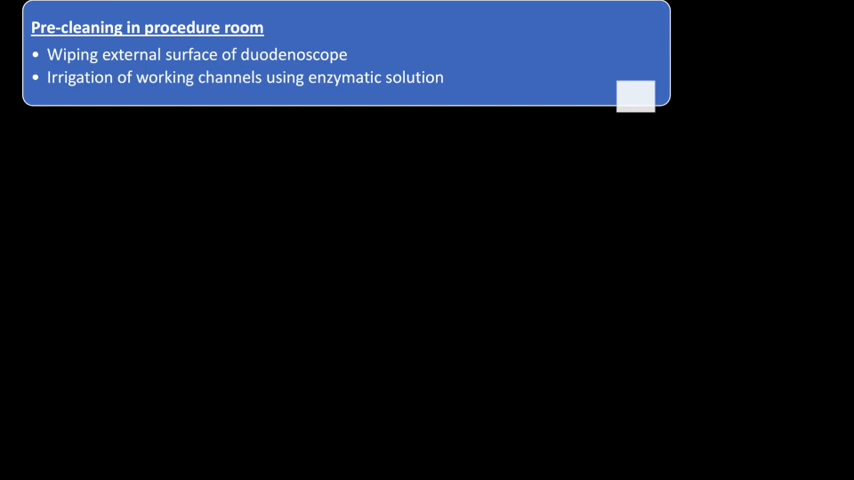 Pre-cleaning in procedure room
• Wiping external surface of duodenoscope
• Irrigation of working channels using enzymatic solution